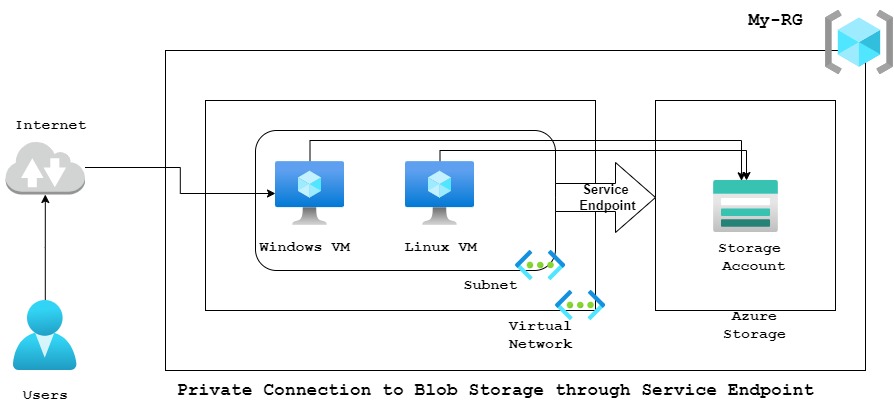 My-RG
Internet
Service
Endpoint
Windows VM
Linux VM
Storage
Account
Subnet
Virtual
Network
Azure
Storage
Users
Private Connection to Blob Storage through Service Endpoint